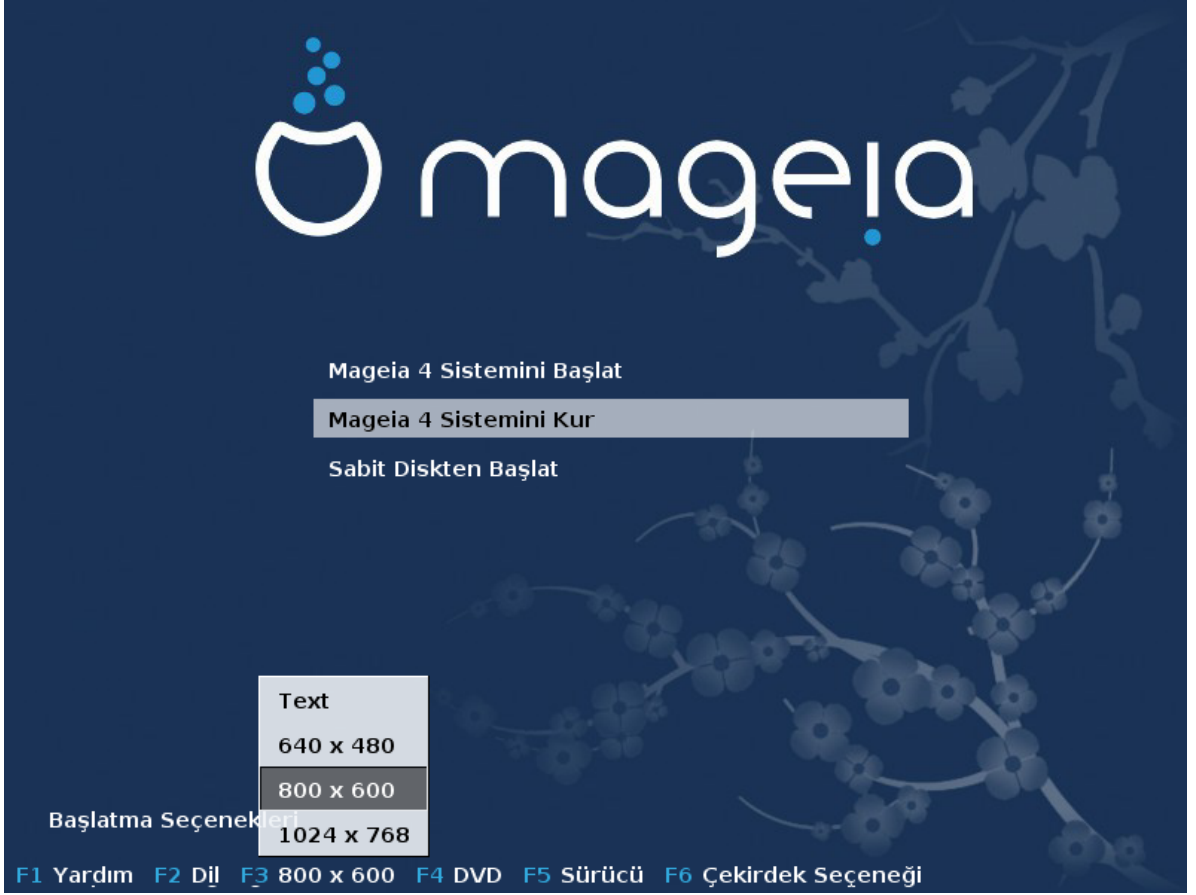 mageia
Mageia 4 Sistemini Başlat
Mageia 4 Sistemini Kur
Sabit Diskten Başlat
Text
640 x 480
800 x 600
1024 x 768
Başlatma Seçenekleri
F1 Yardım F2 Dil F3 800 x 600 F4 DVD F5 Sürücü F6 Çekirdek Seçeneği